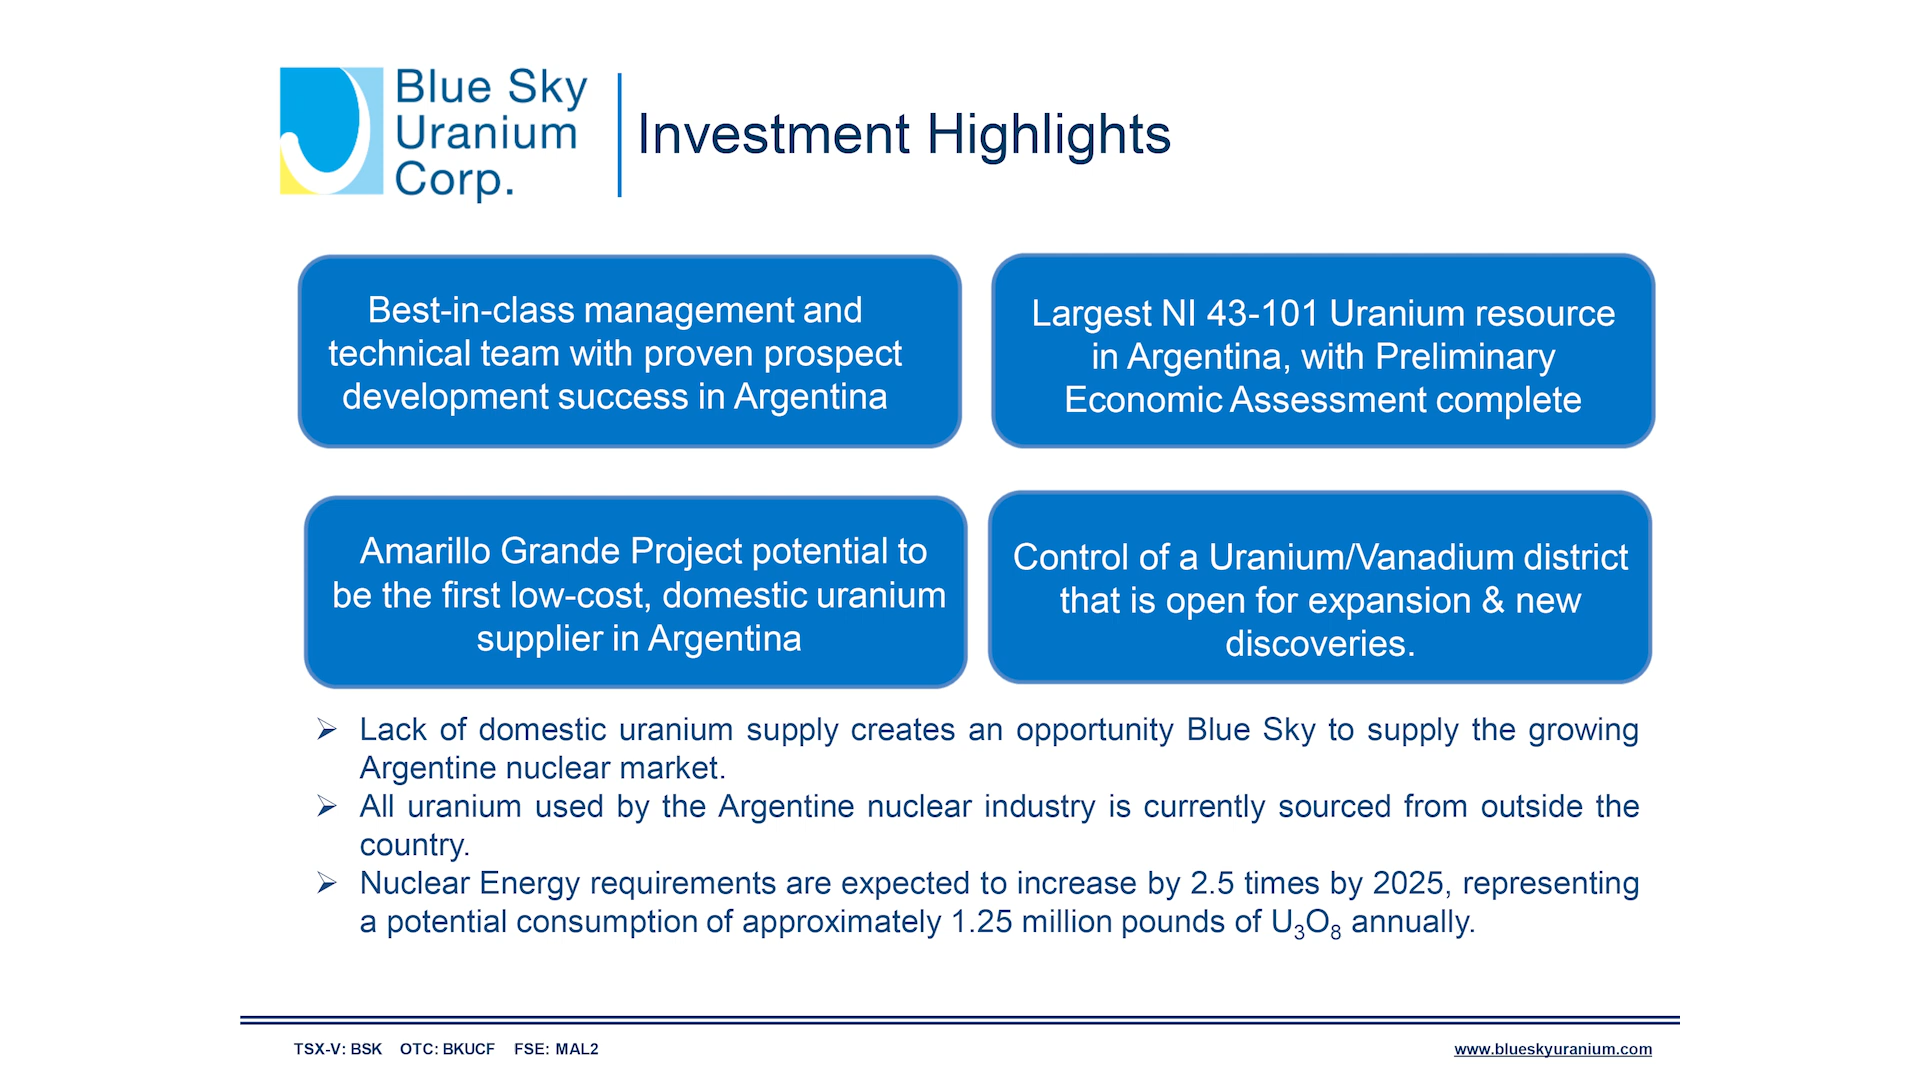 Blue Sky
Uranium
Corp.
Investment Highlights
Best-in-class management and
technical team with proven prospect
development success in Argentina
Largest NI 43-101 Uranium resource
in Argentina, with Preliminary
Economic Assessment complete
Amarillo Grande Project potential to
be the first low-cost, domestic uranium
supplier in Argentina
Control of a Uranium/Vanadium district
that is open for expansion & new
discoveries.
➢ Lack of domestic uranium supply creates an opportunity Blue Sky to supply the growing
Argentine nuclear market.
➢ All uranium used by the Argentine nuclear industry is currently sourced from outside the
country.
➢ Nuclear Energy requirements are expected to increase by 2.5 times by 2025, representing
a potential consumption of approximately 1.25 million pounds of U₃O₈ annually.
TSX-V: BSK OTC: BKUCF FSE: MAL2
www.blueskyuranium.com